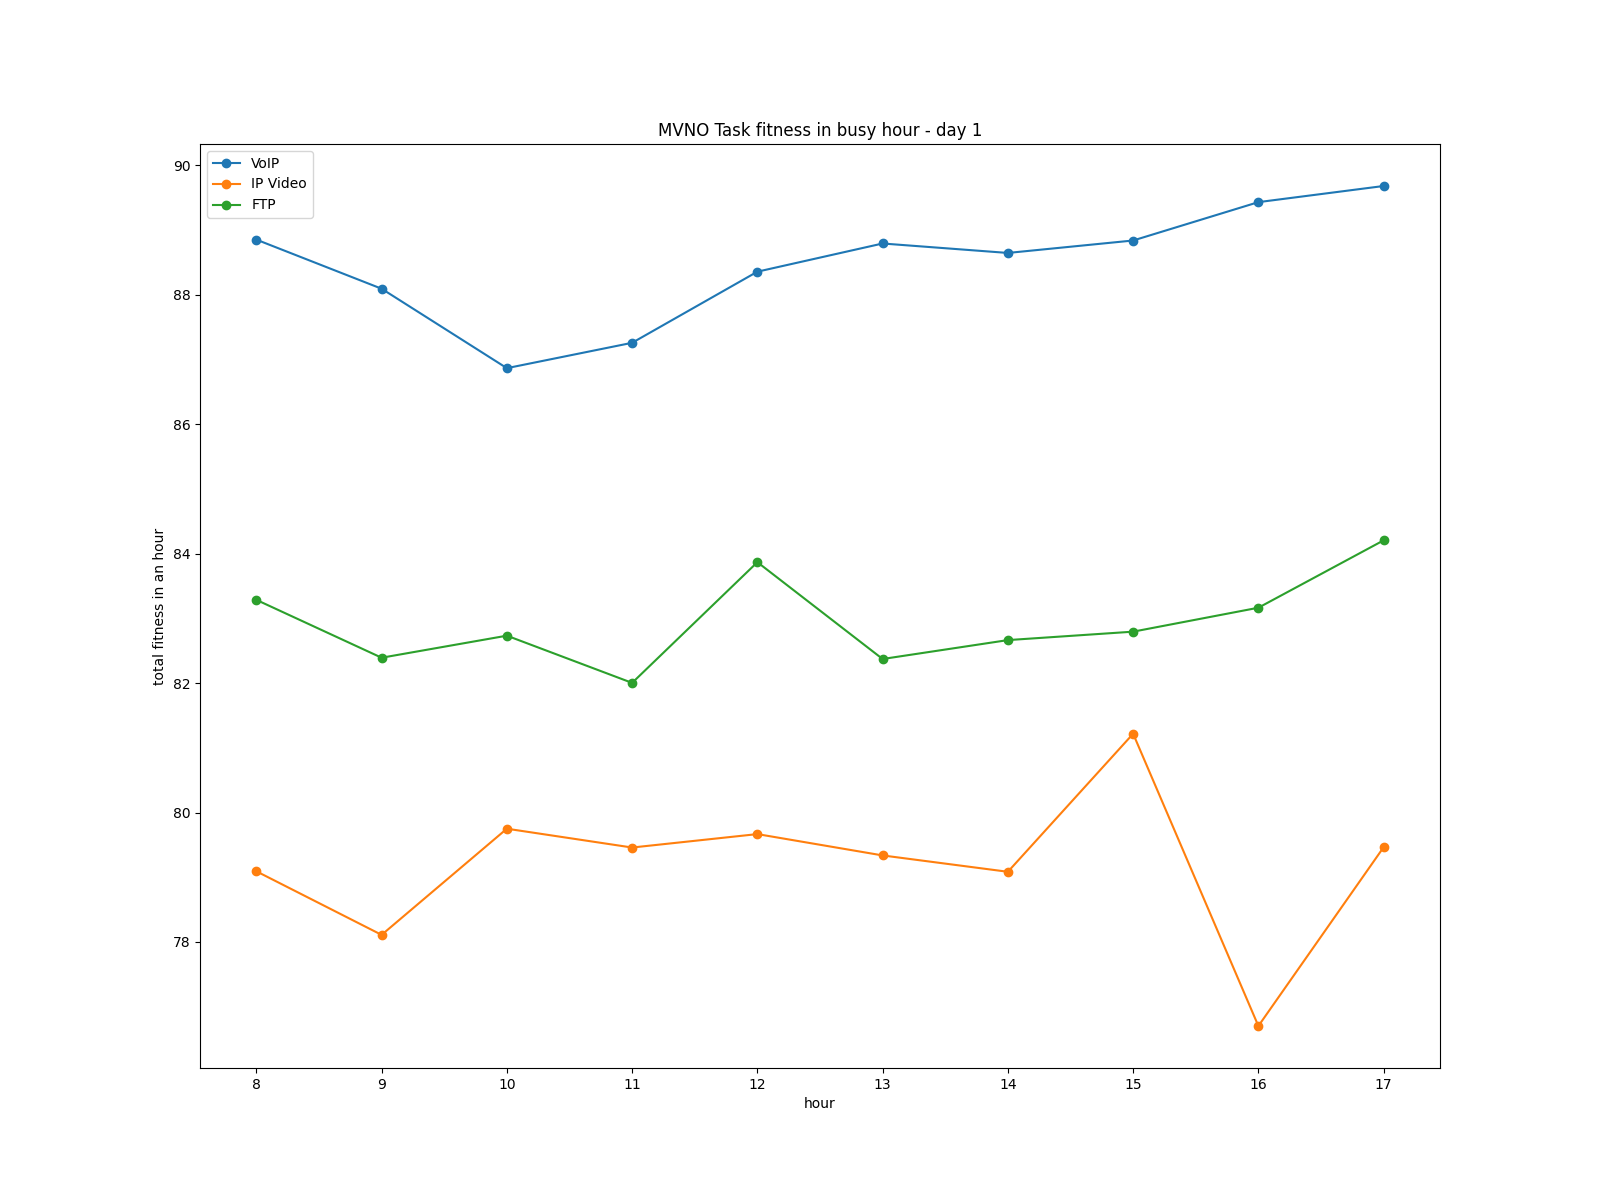 MVNO Task fitness in busy hour - day 1
VoIP
IP Video
FTP
90
88
86
84
82
80
78
total fitness in an hour
8 9 10 11 12 13 14 15 16 17
hour